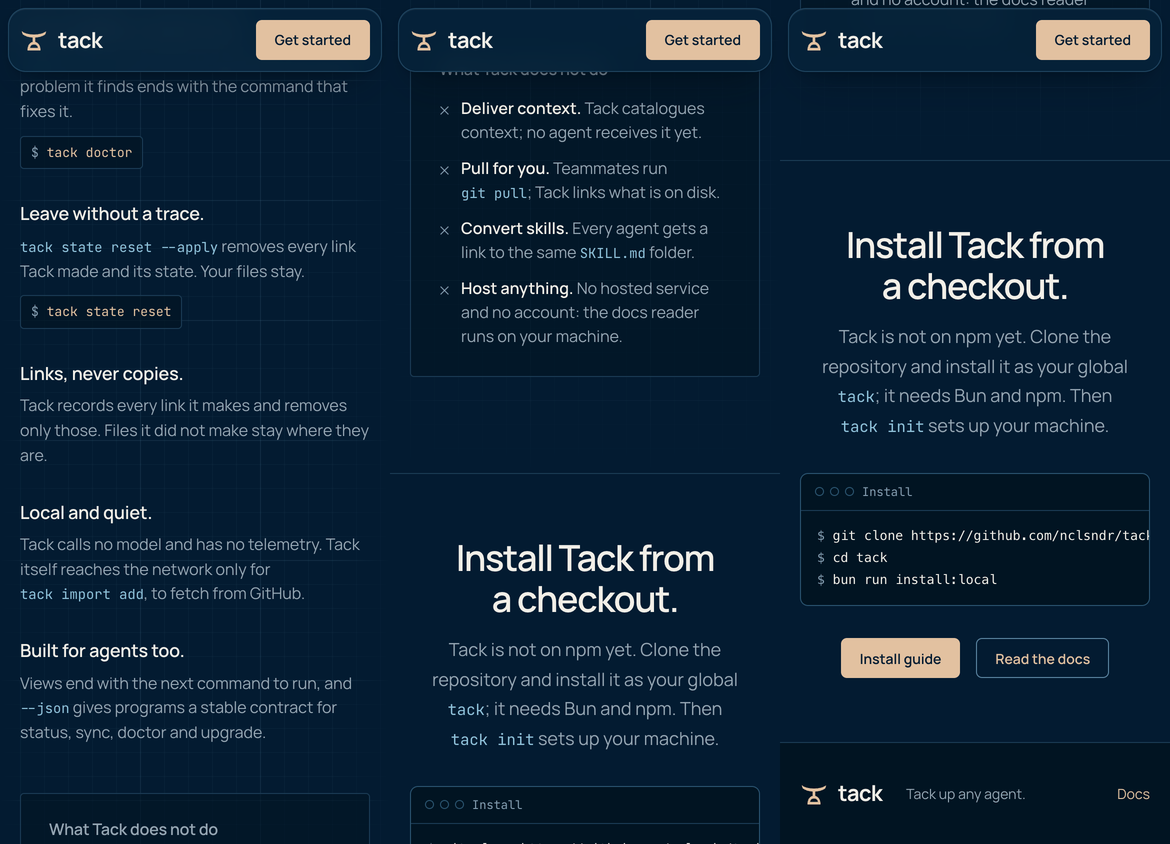 tack
Get started
problem it finds ends with the command that
fixes it.
$ tack doctor
Leave without a trace.
tack state reset --apply removes every link
Tack made and its state. Your files stay.
$ tack state reset
Links, never copies.
Tack records every link it makes and removes
only those. Files it did not make stay where they
are.
Local and quiet.
Tack calls no model and has no telemetry. Tack
itself reaches the network only for
tack import add, to fetch from GitHub.
Built for agents too.
Views end with the next command to run, and
--json gives programs a stable contract for
status, sync, doctor and upgrade.
What Tack does not do
tack
Get started
What Tack does not do
× Deliver context. Tack catalogues
context; no agent receives it yet.
× Pull for you. Teammates run
git pull; Tack links what is on disk.
× Convert skills. Every agent gets a
link to the same SKILL.md folder.
× Host anything. No hosted service
and no account: the docs reader
runs on your machine.
Install Tack from
a checkout.
Tack is not on npm yet. Clone the
repository and install it as your global
tack; it needs Bun and npm. Then
tack init sets up your machine.
Install
and no account: the docs reader
tack
Get started
Install Tack from
a checkout.
Tack is not on npm yet. Clone the
repository and install it as your global
tack; it needs Bun and npm. Then
tack init sets up your machine.
Install
$ git clone https://github.com/nclsndr/tack
$ cd tack
$ bun run install:local
Install guide
Read the docs
tack
Tack up any agent.
Docs